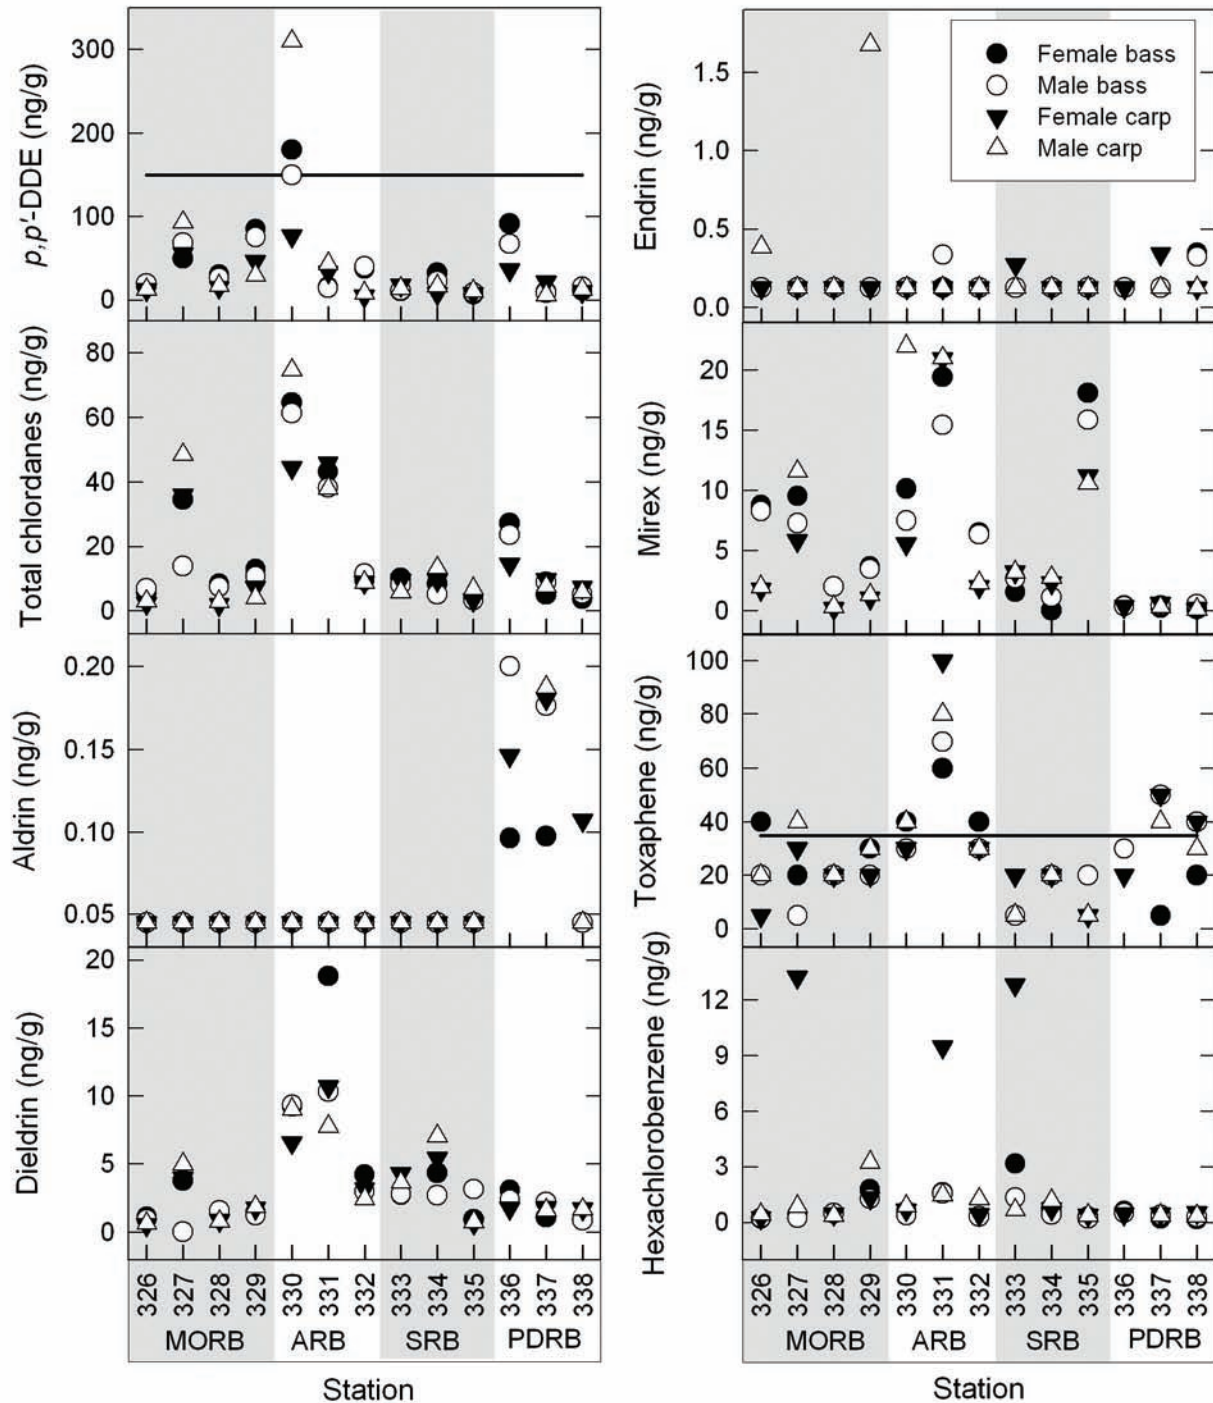 p,p'-DDE (ng/g)
300
200
100
0
Total chlordanes (ng/g)
80
60
40
20
0
Aldrin (ng/g)
0.20
0.15
0.10
0.05
Dieldrin (ng/g)
20
15
10
5
0
326 327 328 329 330 331 332 333 334 335 336 337 338
MORB ARB SRB PDRB
Station
Endrin (ng/g)
1.5
1.0
0.5
0.0
Female bass
Male bass
Female carp
Male carp
Mirex (ng/g)
20
15
10
5
0
Toxaphene (ng/g)
100
80
60
40
20
0
Hexachlorobenzene (ng/g)
12
9
6
3
0
326 327 328 329 330 331 332 333 334 335 336 337 338
MORB ARB SRB PDRB
Station